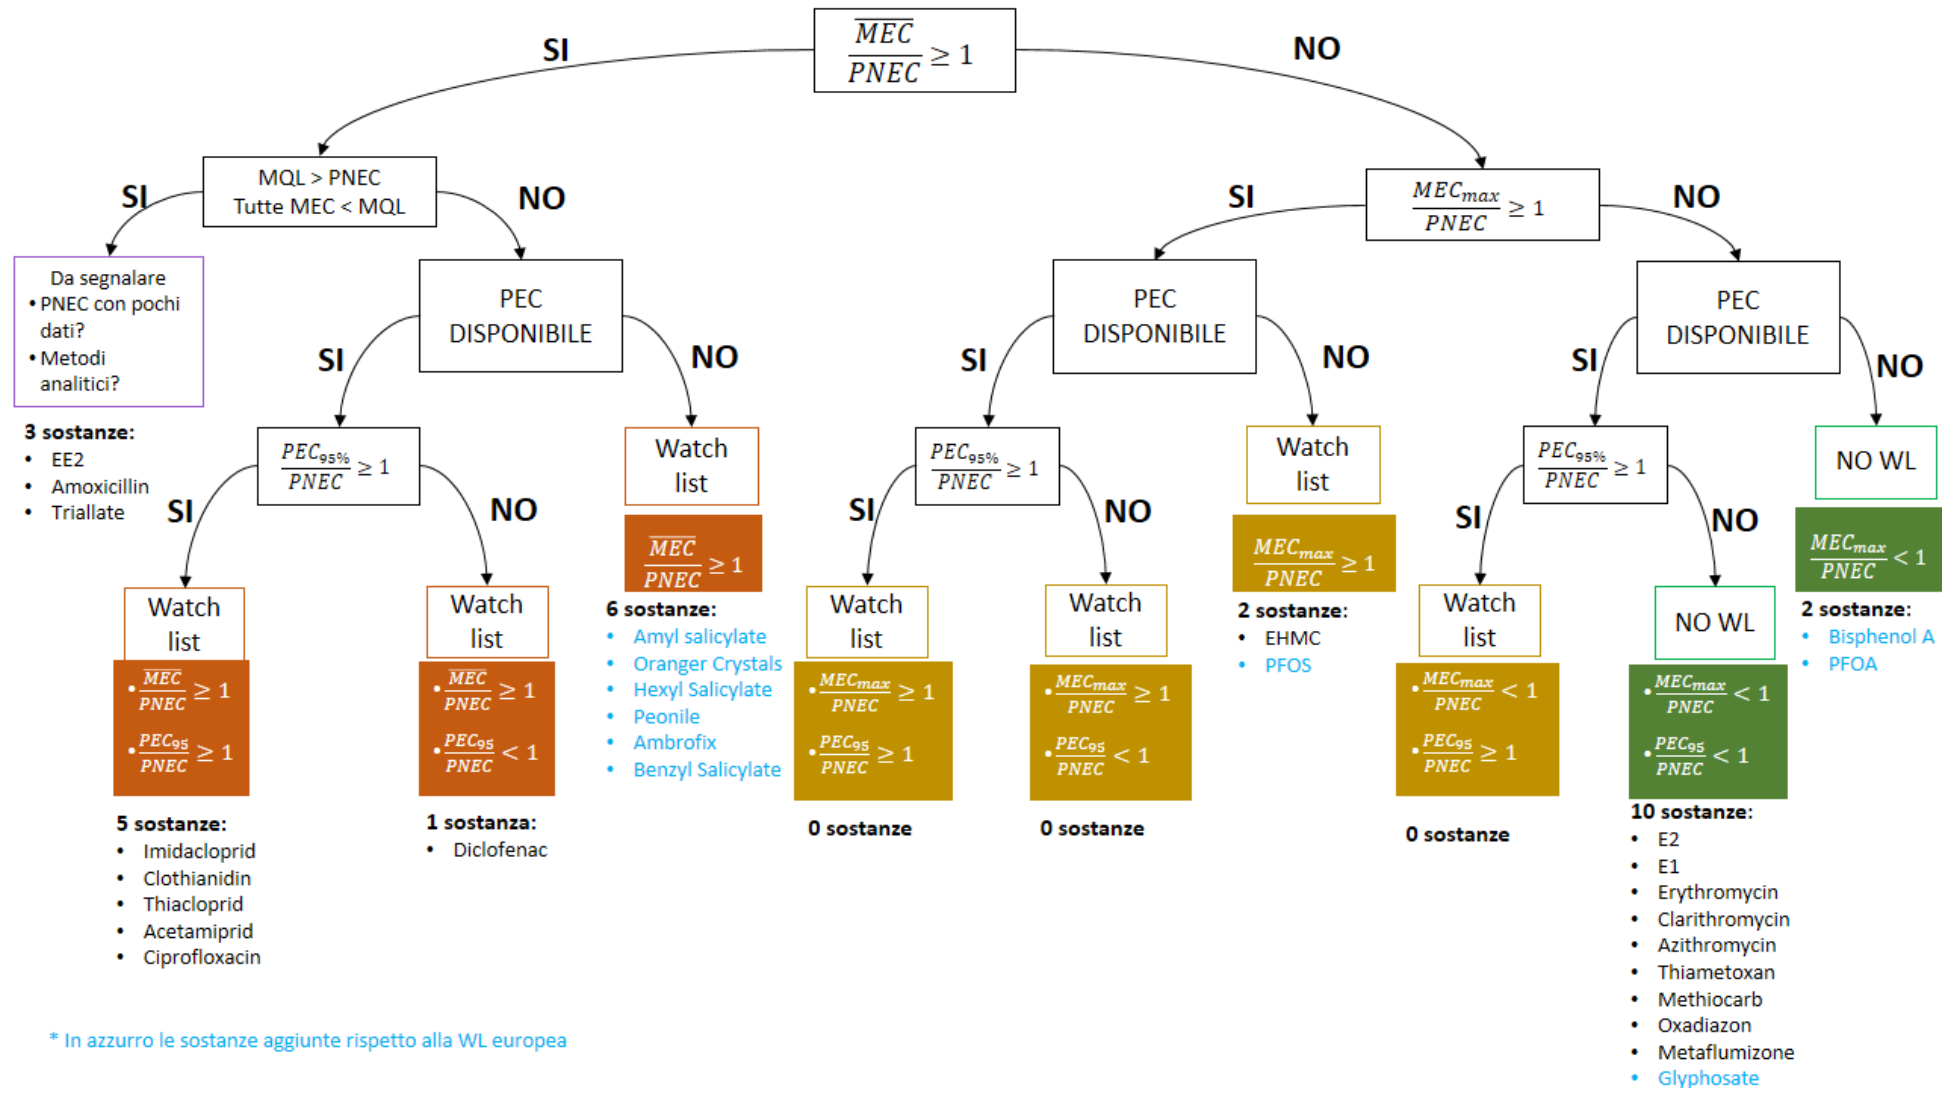 MEC/PNEC ≥ 1
SI
NO
MQL > PNEC
Tutte MEC < MQL
MECmax/PNEC ≥ 1
SI
NO
SI
NO
Da segnalare
• PNEC con pochi
dati?
• Metodi
analitici?
PEC
DISPONIBILE
PEC
DISPONIBILE
PEC
DISPONIBILE
SI
NO
SI
NO
SI
NO
3 sostanze:
• EE2
• Amoxicillin
• Triallate
PEC95%/PNEC ≥ 1
Watch
list
MEC/PNEC ≥ 1
6 sostanze:
• Amyl salicylate
• Oranger Crystals
• Hexyl Salicylate
• Peonile
• Ambrofix
• Benzyl Salicylate
PEC95%/PNEC ≥ 1
Watch
list
MECmax/PNEC ≥ 1
2 sostanze:
• EHMC
• PFOS
PEC95%/PNEC ≥ 1
NO WL
MECmax/PNEC < 1
2 sostanze:
• Bisphenol A
• PFOA
SI
NO
SI
NO
SI
NO
Watch
list
• MEC/PNEC ≥ 1
• PEC95/PNEC ≥ 1
5 sostanze:
• Imidacloprid
• Clothianidin
• Thiacloprid
• Acetamiprid
• Ciprofloxacin
Watch
list
• MEC/PNEC ≥ 1
• PEC95/PNEC < 1
1 sostanza:
• Diclofenac
Watch
list
• MECmax/PNEC ≥ 1
• PEC95/PNEC ≥ 1
0 sostanze
Watch
list
• MECmax/PNEC ≥ 1
• PEC95/PNEC < 1
0 sostanze
Watch
list
• MECmax/PNEC < 1
• PEC95/PNEC ≥ 1
0 sostanze
NO WL
• MECmax/PNEC < 1
• PEC95/PNEC < 1
10 sostanze:
• E2
• E1
• Erythromycin
• Clarithromycin
• Azithromycin
• Thiametoxan
• Methiocarb
• Oxadiazon
• Metaflumizone
• Glyphosate
* In azzurro le sostanze aggiunte rispetto alla WL europea